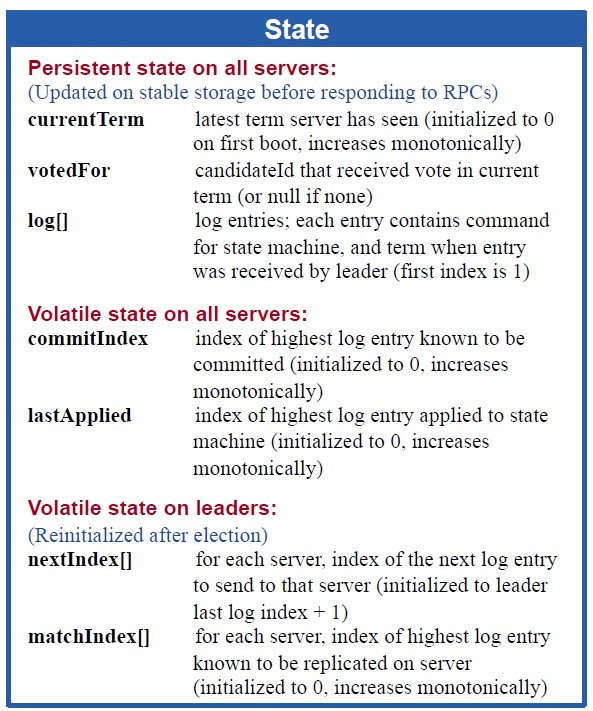 State
Persistent state on all servers:
(Updated on stable storage before responding to RPCs)
currentTerm latest term server has seen (initialized to 0
on first boot, increases monotonically)
votedFor candidateId that received vote in current
term (or null if none)
log[] log entries; each entry contains command
for state machine, and term when entry
was received by leader (first index is 1)
Volatile state on all servers:
commitIndex index of highest log entry known to be
committed (initialized to 0, increases
monotonically)
lastApplied index of highest log entry applied to state
machine (initialized to 0, increases
monotonically)
Volatile state on leaders:
(Reinitialized after election)
nextIndex[] for each server, index of the next log entry
to send to that server (initialized to leader
last log index + 1)
matchIndex[] for each server, index of highest log entry
known to be replicated on server
(initialized to 0, increases monotonically)